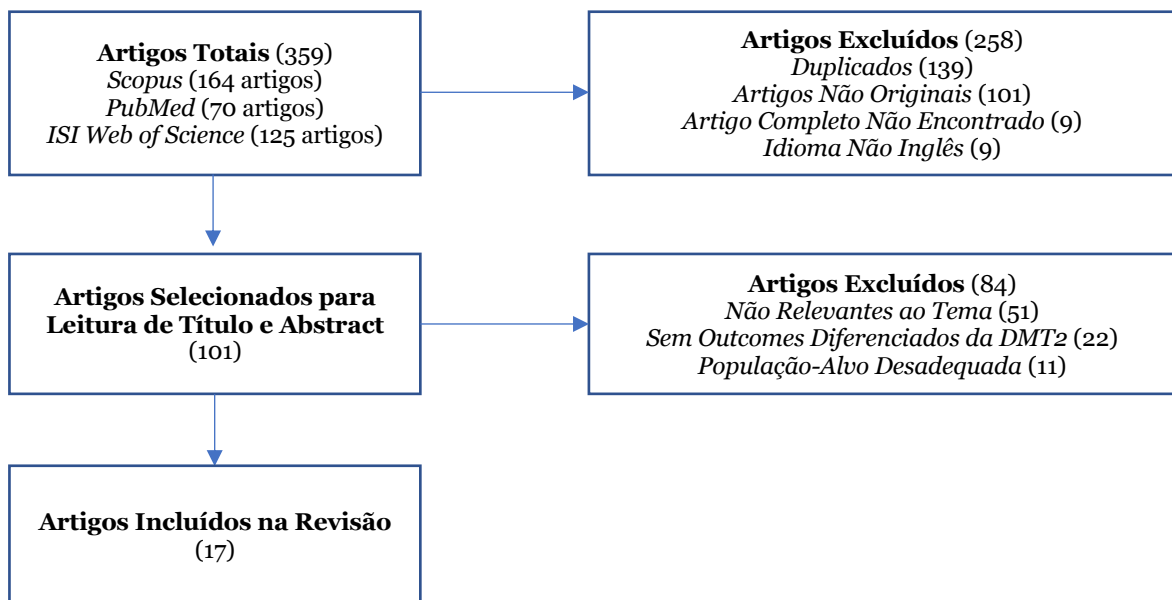 Artigos Totais (359)
Scopus (164 artigos)
PubMed (70 artigos)
ISI Web of Science (125 artigos)
Artigos Excluídos (258)
Duplicados (139)
Artigos Não Originais (101)
Artigo Completo Não Encontrado (9)
Idioma Não Inglês (9)
Artigos Selecionados para
Leitura de Título e Abstract
(101)
Artigos Excluídos (84)
Não Relevantes ao Tema (51)
Sem Outcomes Diferenciados da DMT2 (22)
População-Alvo Desadequada (11)
Artigos Incluídos na Revisão
(17)